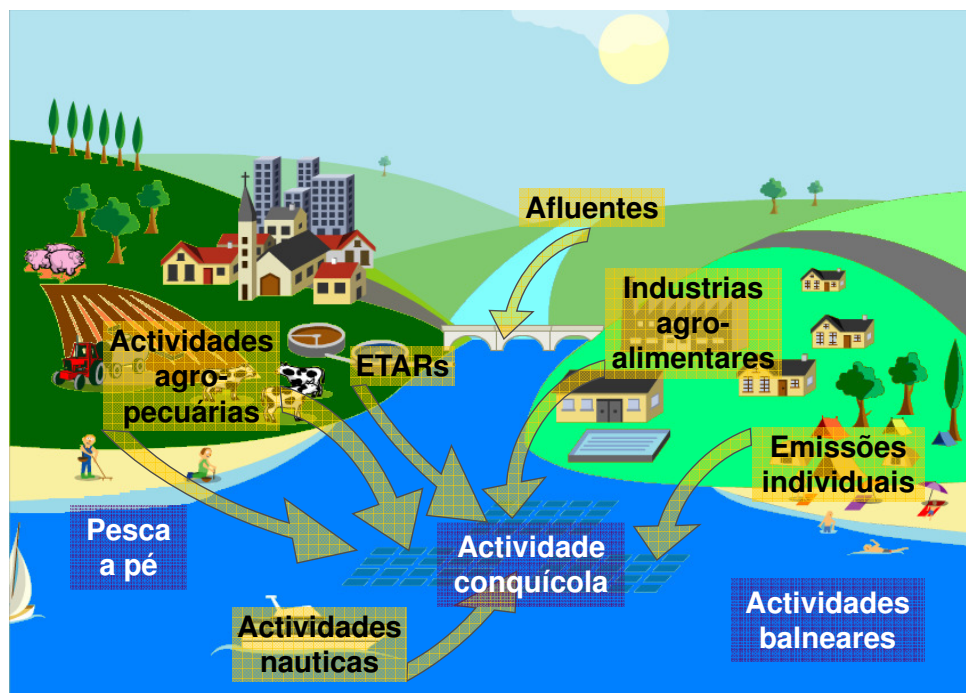 Afluentes
Industrias
agro-
alimentares
Actividades
agro-
pecuárias
ETARs
Emissões
individuais
Pesca
a pé
Actividade
conquícola
Actividades
balneares
Actividades
nauticas